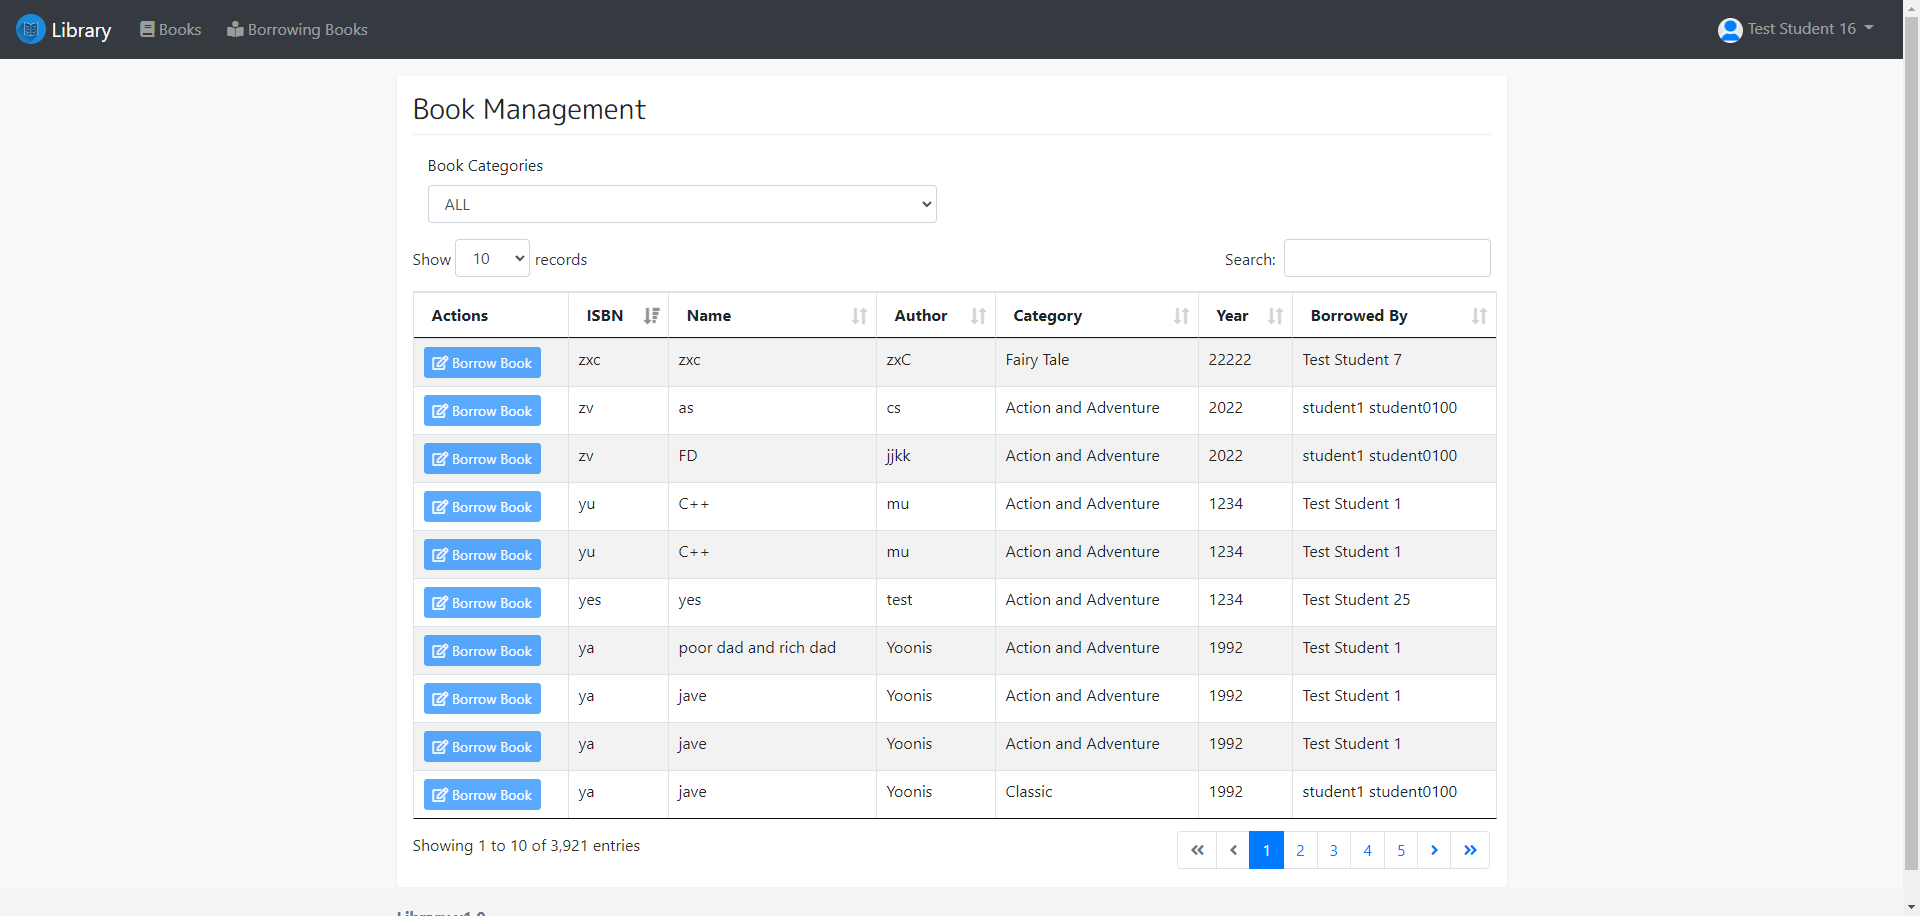 Library Books Borrowing Books Test Student 16
Book Management
Book Categories
ALL
Show 10 records Search:
Actions ISBN Name Author Category Year Borrowed By
Borrow Book zxc zxc zxC Fairy Tale 22222 Test Student 7
Borrow Book zv as cs Action and Adventure 2022 student1 student0100
Borrow Book zv FD jjkk Action and Adventure 2022 student1 student0100
Borrow Book yu C++ mu Action and Adventure 1234 Test Student 1
Borrow Book yu C++ mu Action and Adventure 1234 Test Student 1
Borrow Book yes yes test Action and Adventure 1234 Test Student 25
Borrow Book ya poor dad and rich dad Yoonis Action and Adventure 1992 Test Student 1
Borrow Book ya jave Yoonis Action and Adventure 1992 Test Student 1
Borrow Book ya jave Yoonis Action and Adventure 1992 Test Student 1
Borrow Book ya jave Yoonis Classic 1992 student1 student0100
Showing 1 to 10 of 3,921 entries « ‹ 1 2 3 4 5 › »